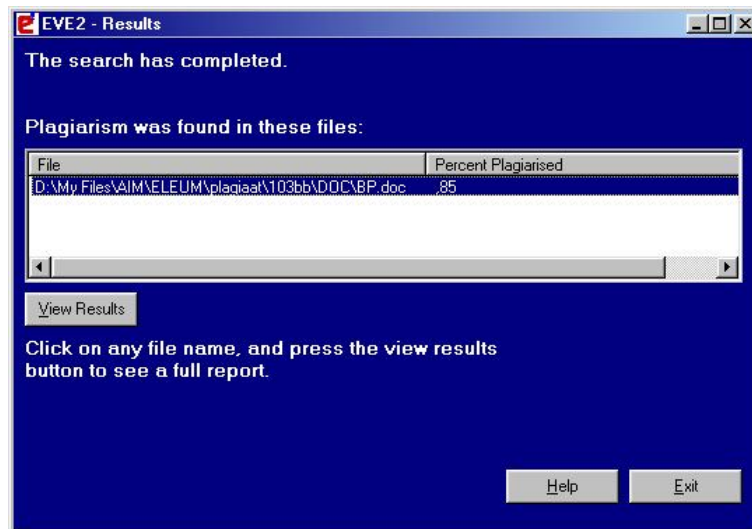 EVE2 - Results
The search has completed.
Plagiarism was found in these files:
File Percent Plagiarised
D:\My Files\AIM\ELEUM\plagiaat\103bb\DOC\BP.doc ,85
View Results
Click on any file name, and press the view results
button to see a full report.
Help Exit